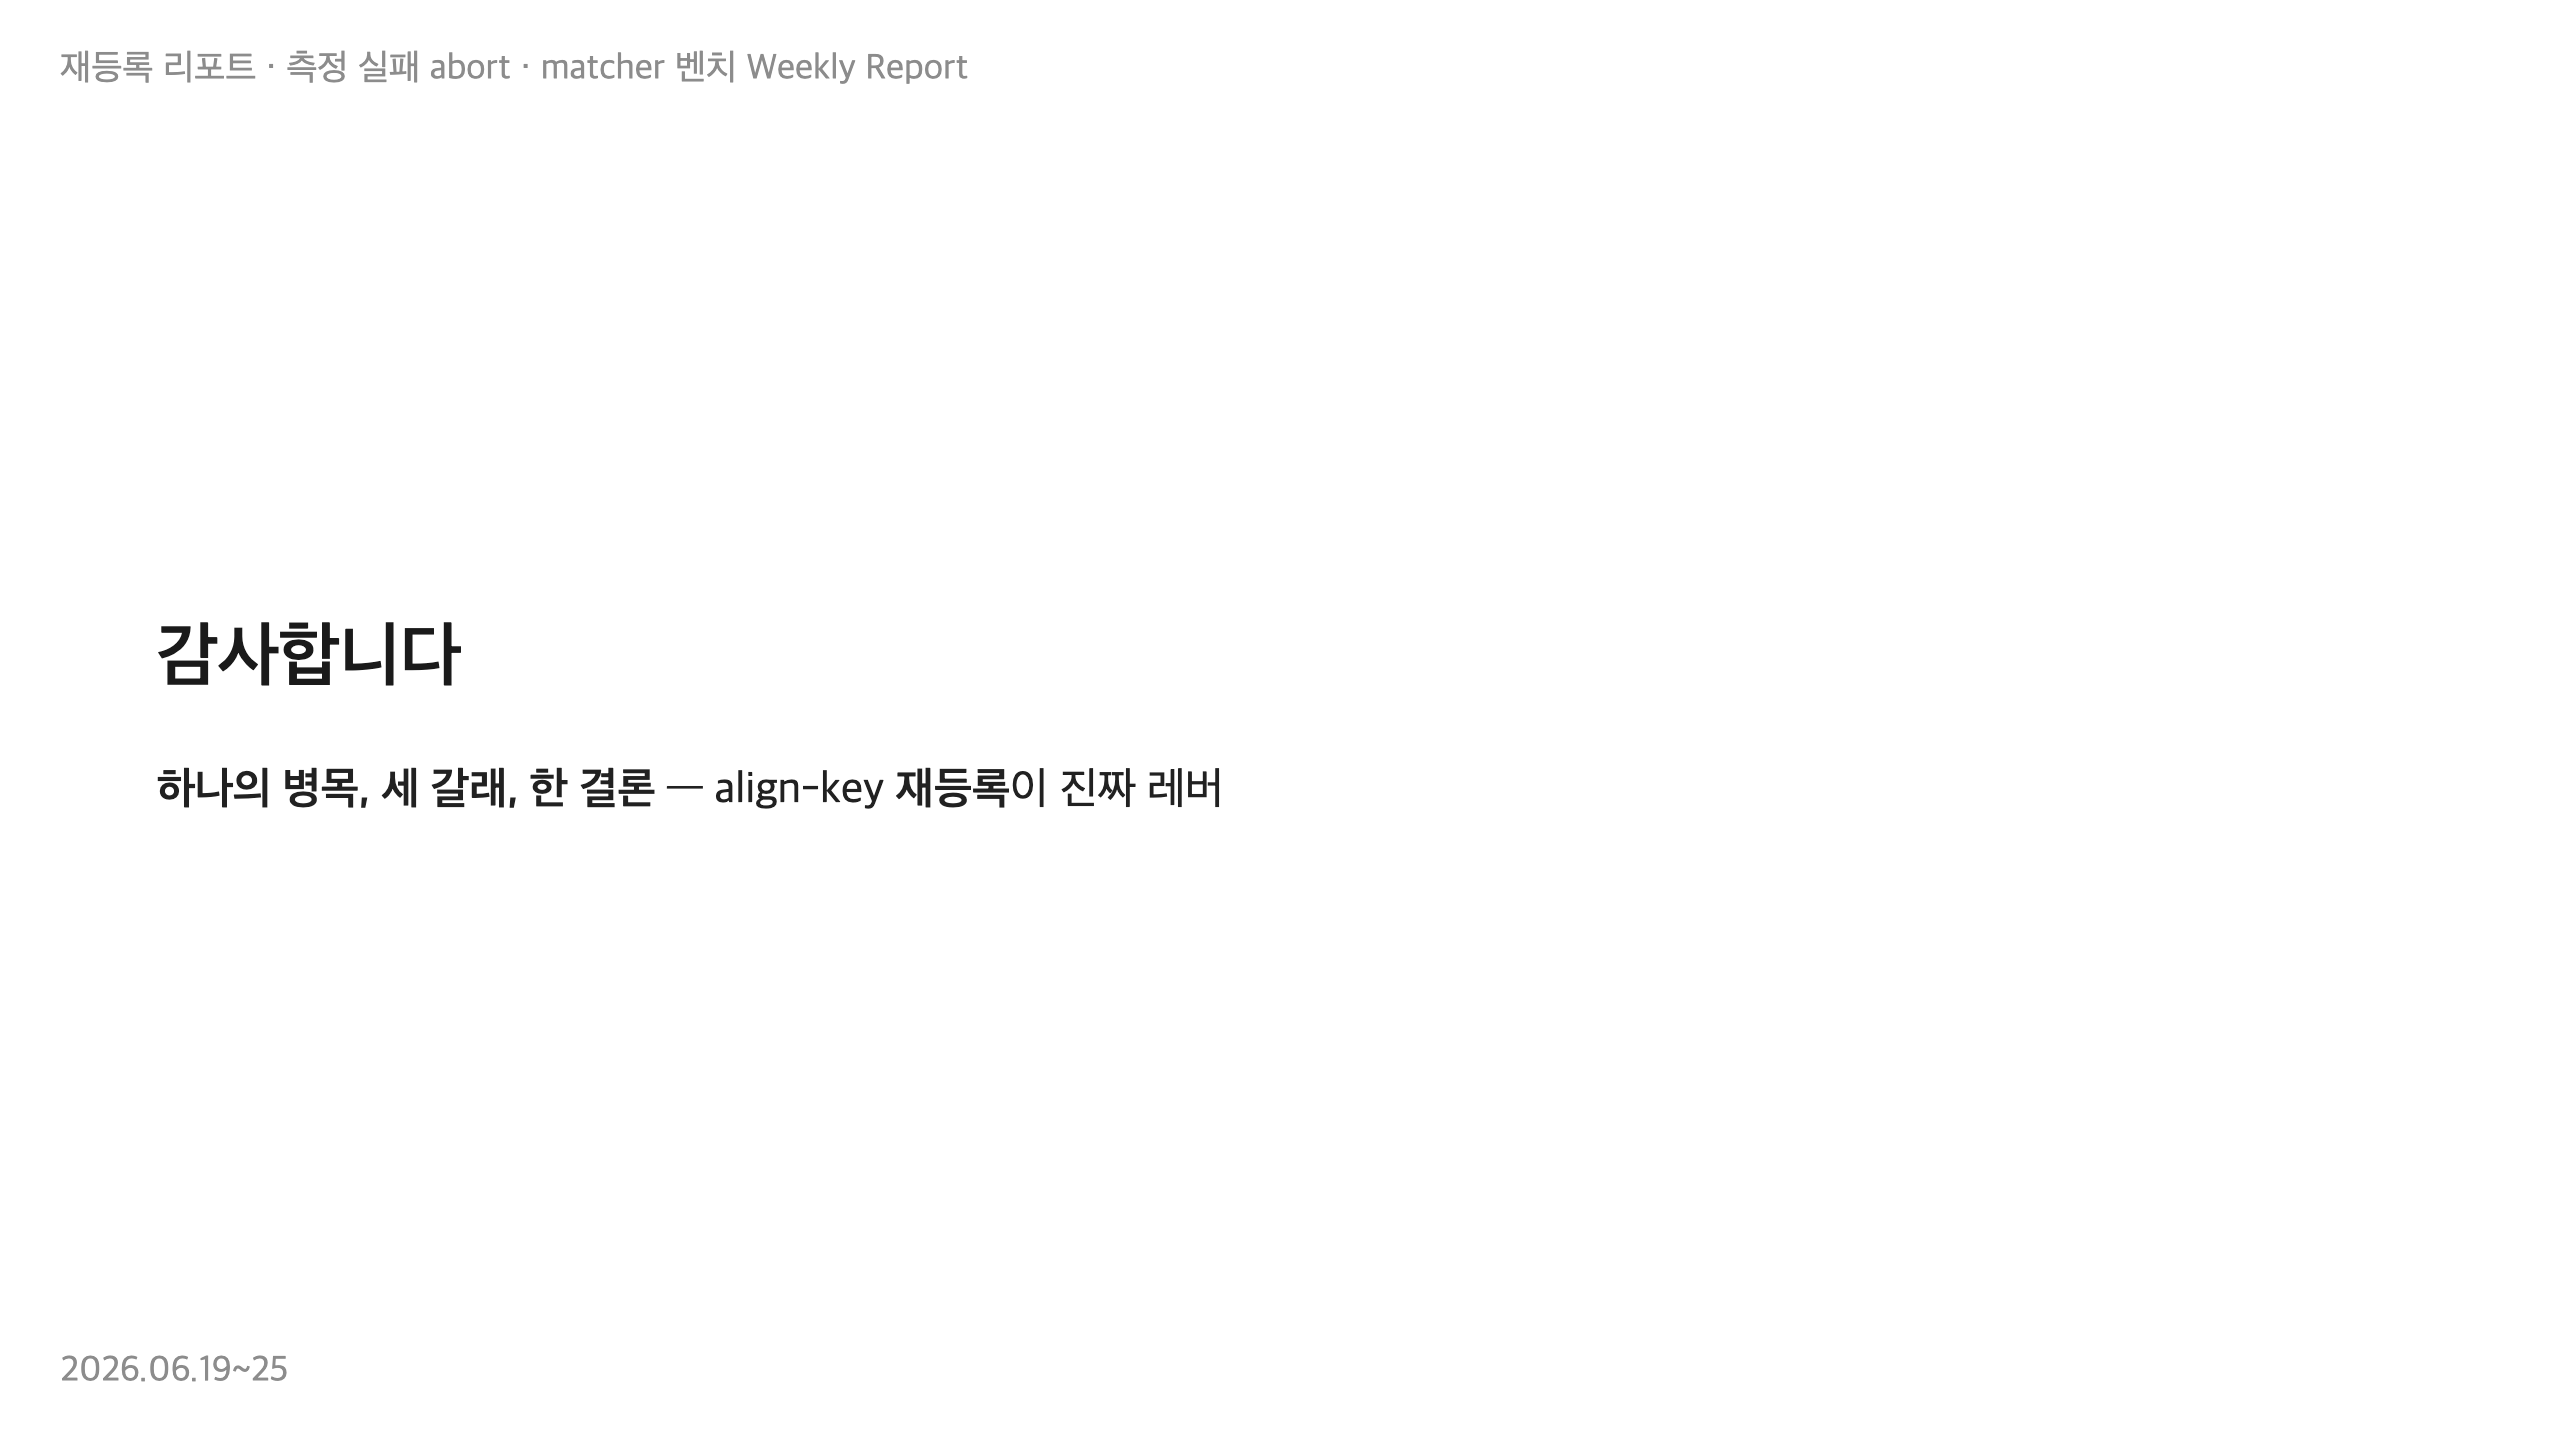 재등록 리포트 · 측정 실패 abort · matcher 벤치 Weekly Report
감사합니다
하나의 병목, 세 갈래, 한 결론 — align-key 재등록이 진짜 레버
2026.06.19~25